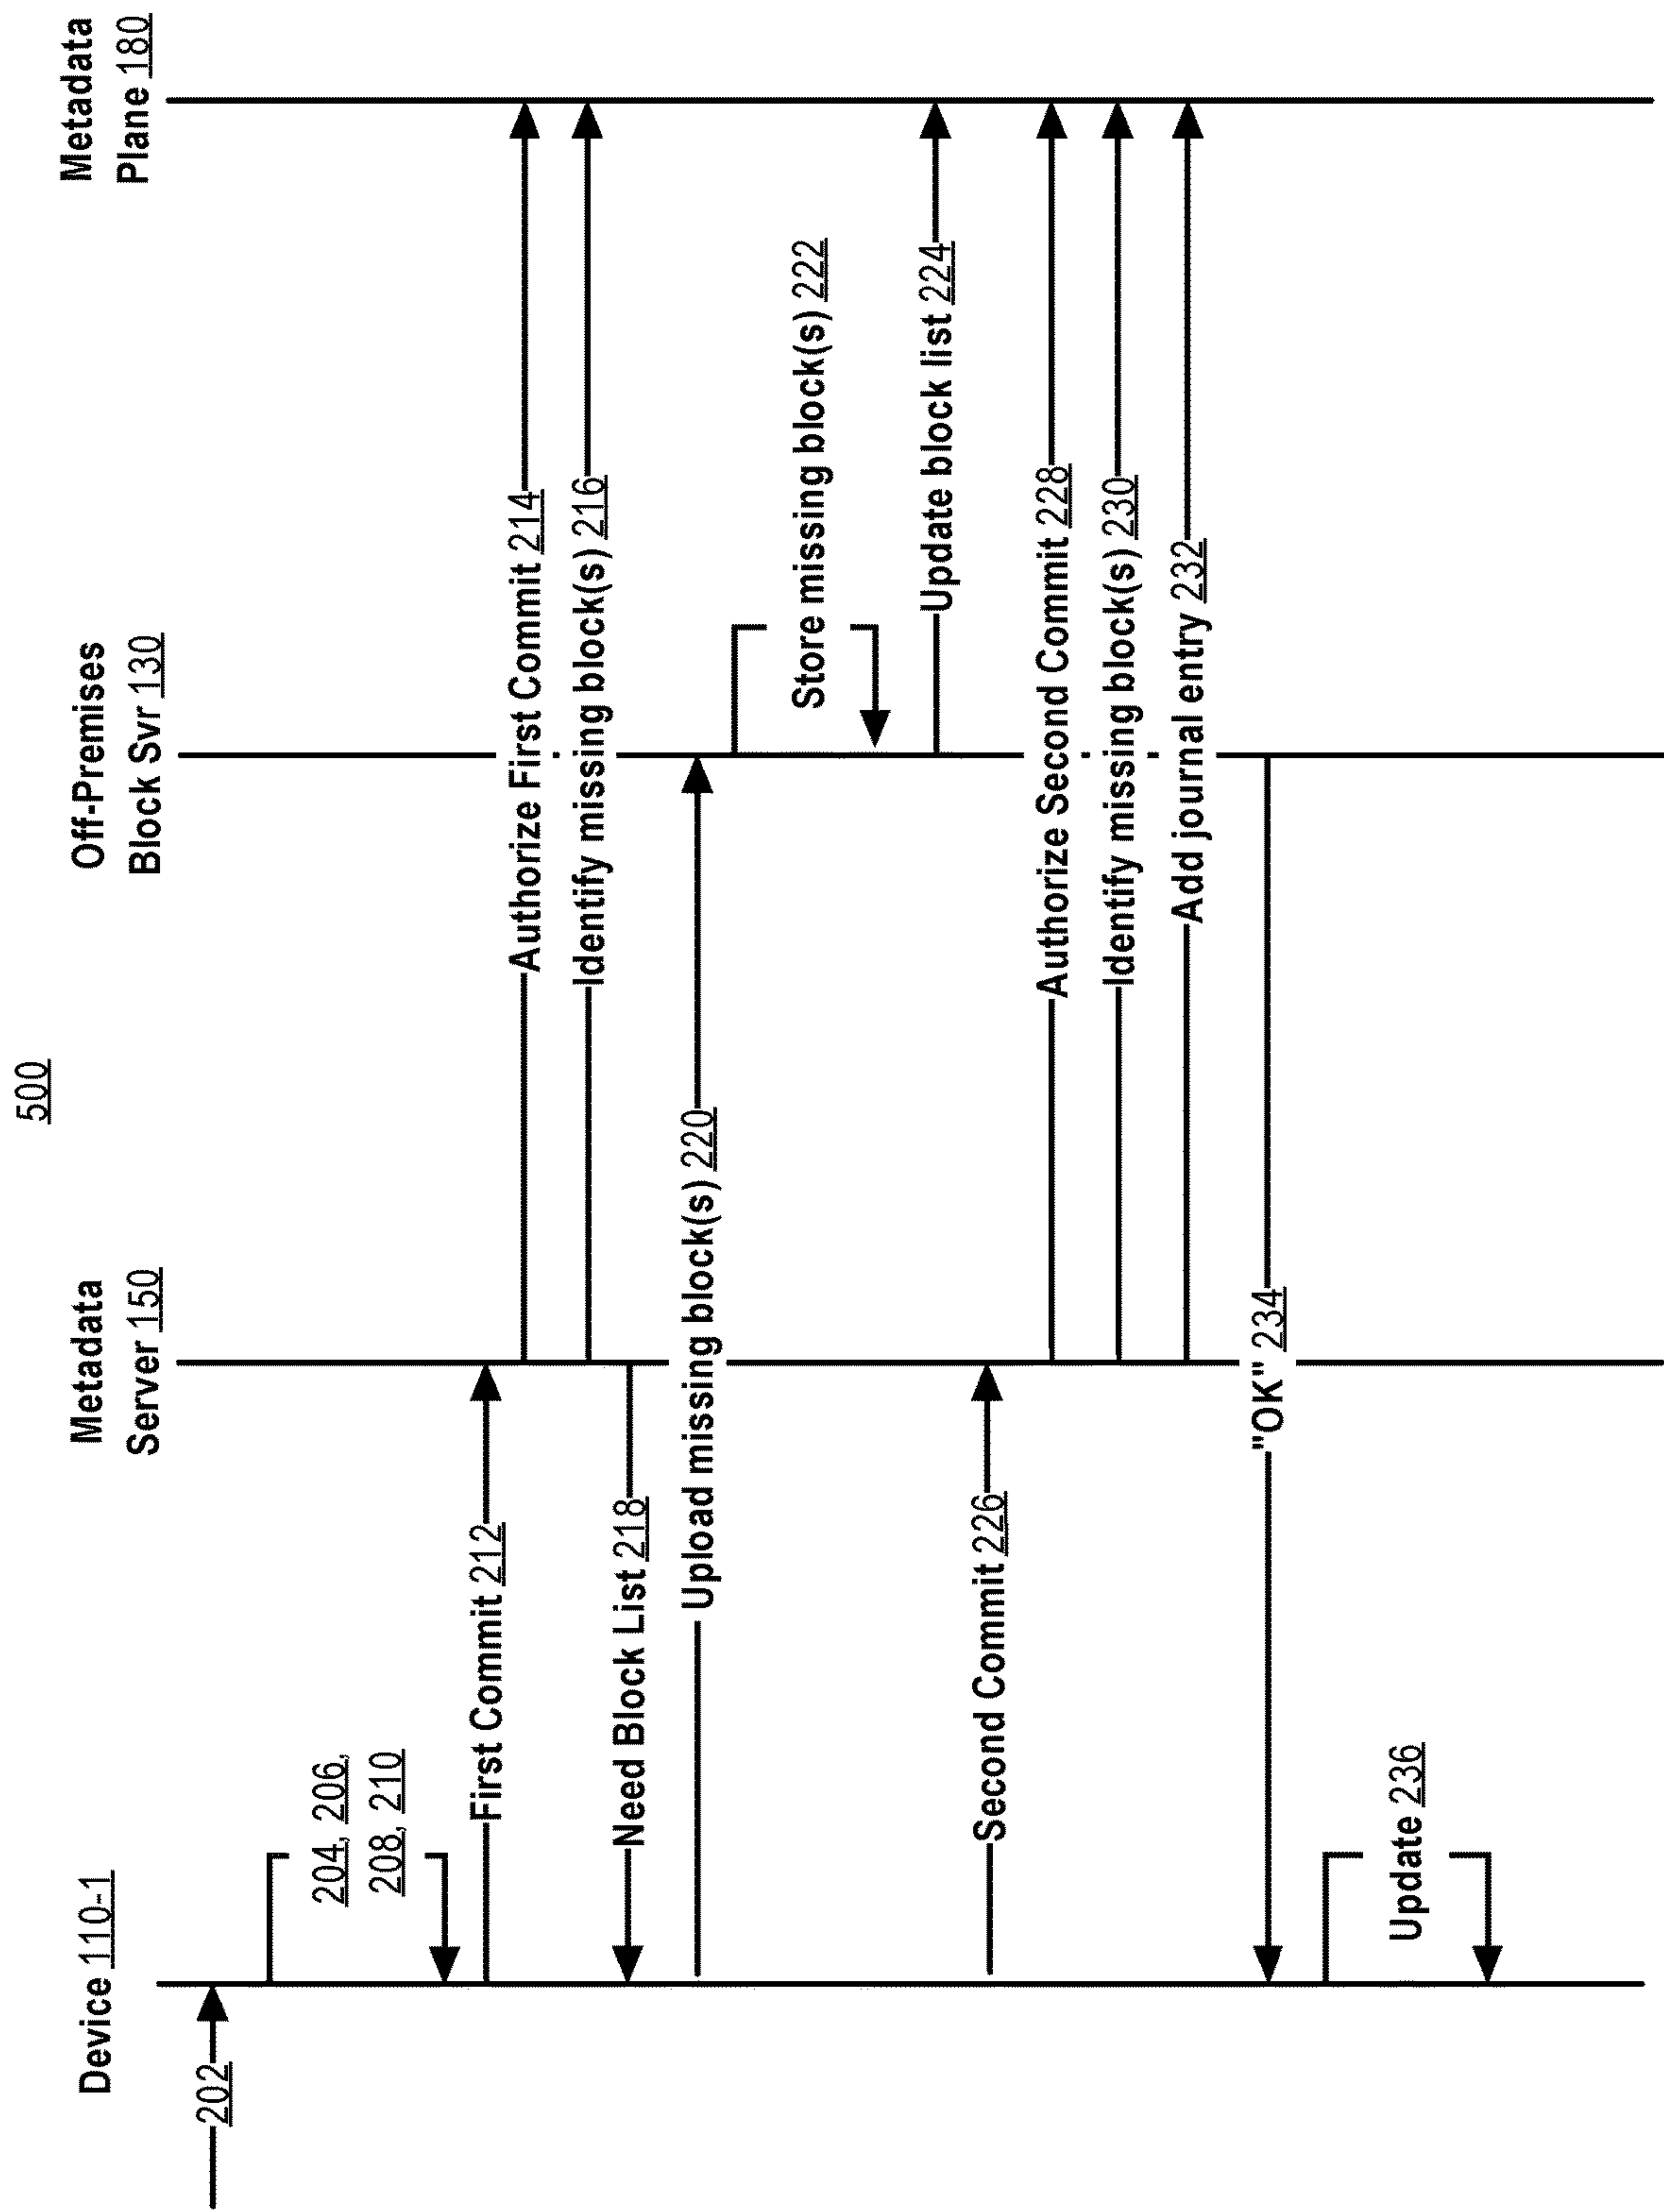 500
Device 110-1
Metadata
Server 150
Off-Premises
Block Svr 130
Metadata
Plane 180
202
204, 206,
208, 210
First Commit 212
Authorize First Commit 214
Identify missing block(s) 216
Need Block List 218
Upload missing block(s) 220
Store missing block(s) 222
Update block list 224
Second Commit 226
Authorize Second Commit 228
Identify missing block(s) 230
Add journal entry 232
"OK" 234
Update 236